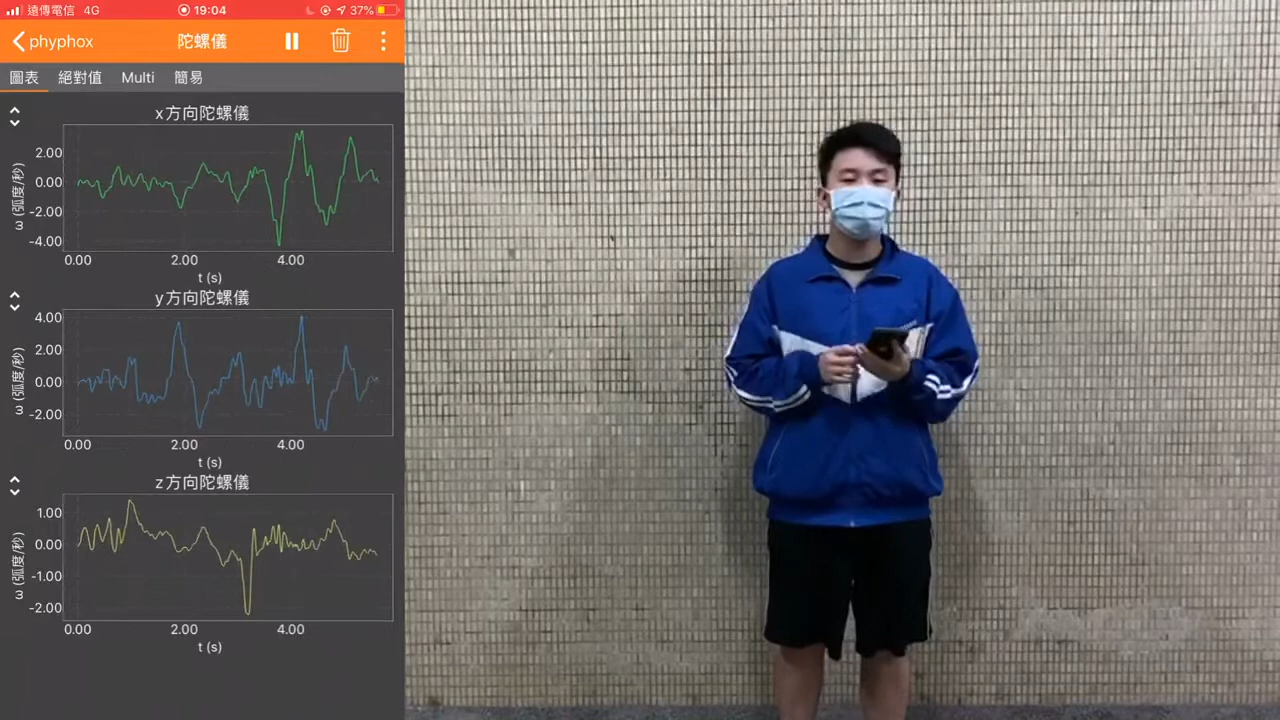 遠傳電信 4G 19:04 37%
phyphox 陀螺儀
圖表 絕對值 Multi 簡易
x方向陀螺儀
ω (弧度/秒)
2.00
0.00
-2.00
-4.00
0.00 2.00 4.00
t (s)
y方向陀螺儀
ω (弧度/秒)
4.00
2.00
0.00
-2.00
0.00 2.00 4.00
t (s)
z方向陀螺儀
ω (弧度/秒)
1.00
0.00
-1.00
-2.00
0.00 2.00 4.00
t (s)